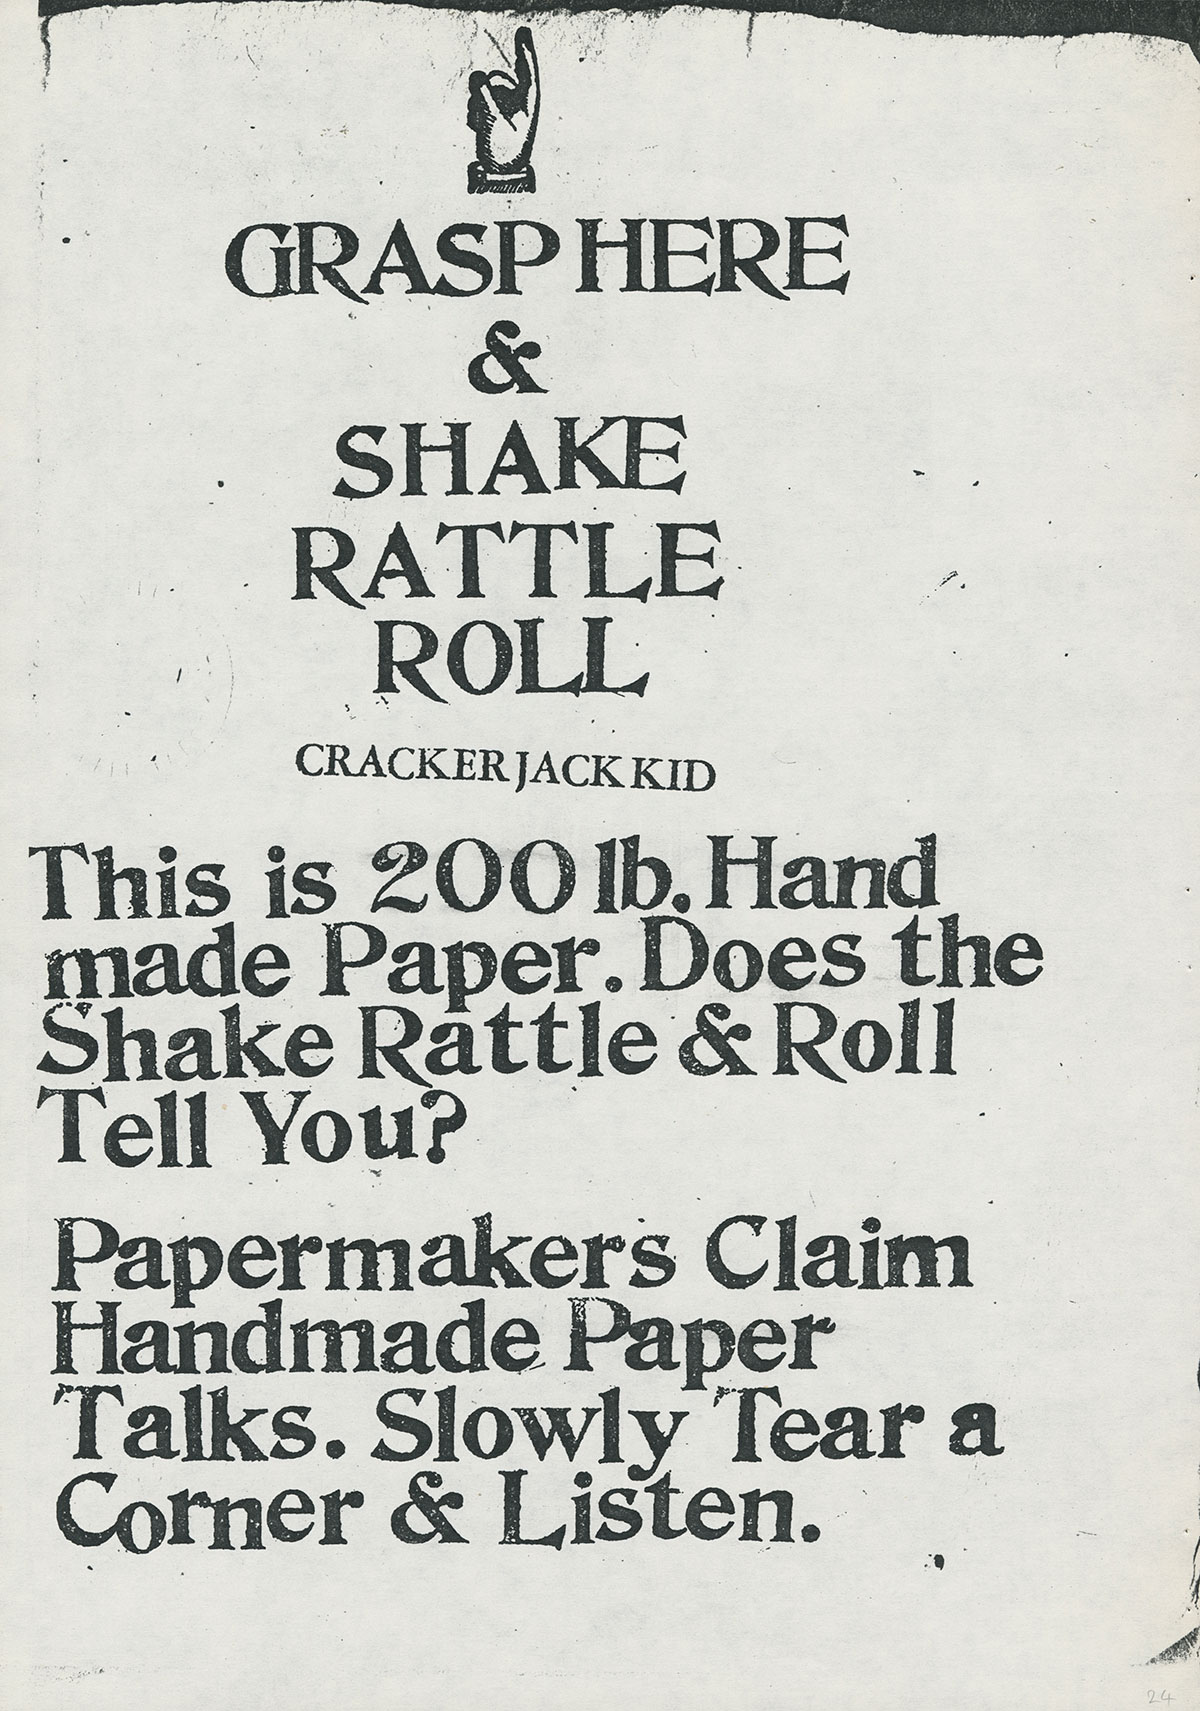 GRASP HERE
&
SHAKE
RATTLE
ROLL
CRACKER JACK KID
This is 200 lb. Hand
made Paper. Does the
Shake Rattle & Roll
Tell You?
Papermakers Claim
Handmade Paper
Talks. Slowly Tear a
Corner & Listen.
24